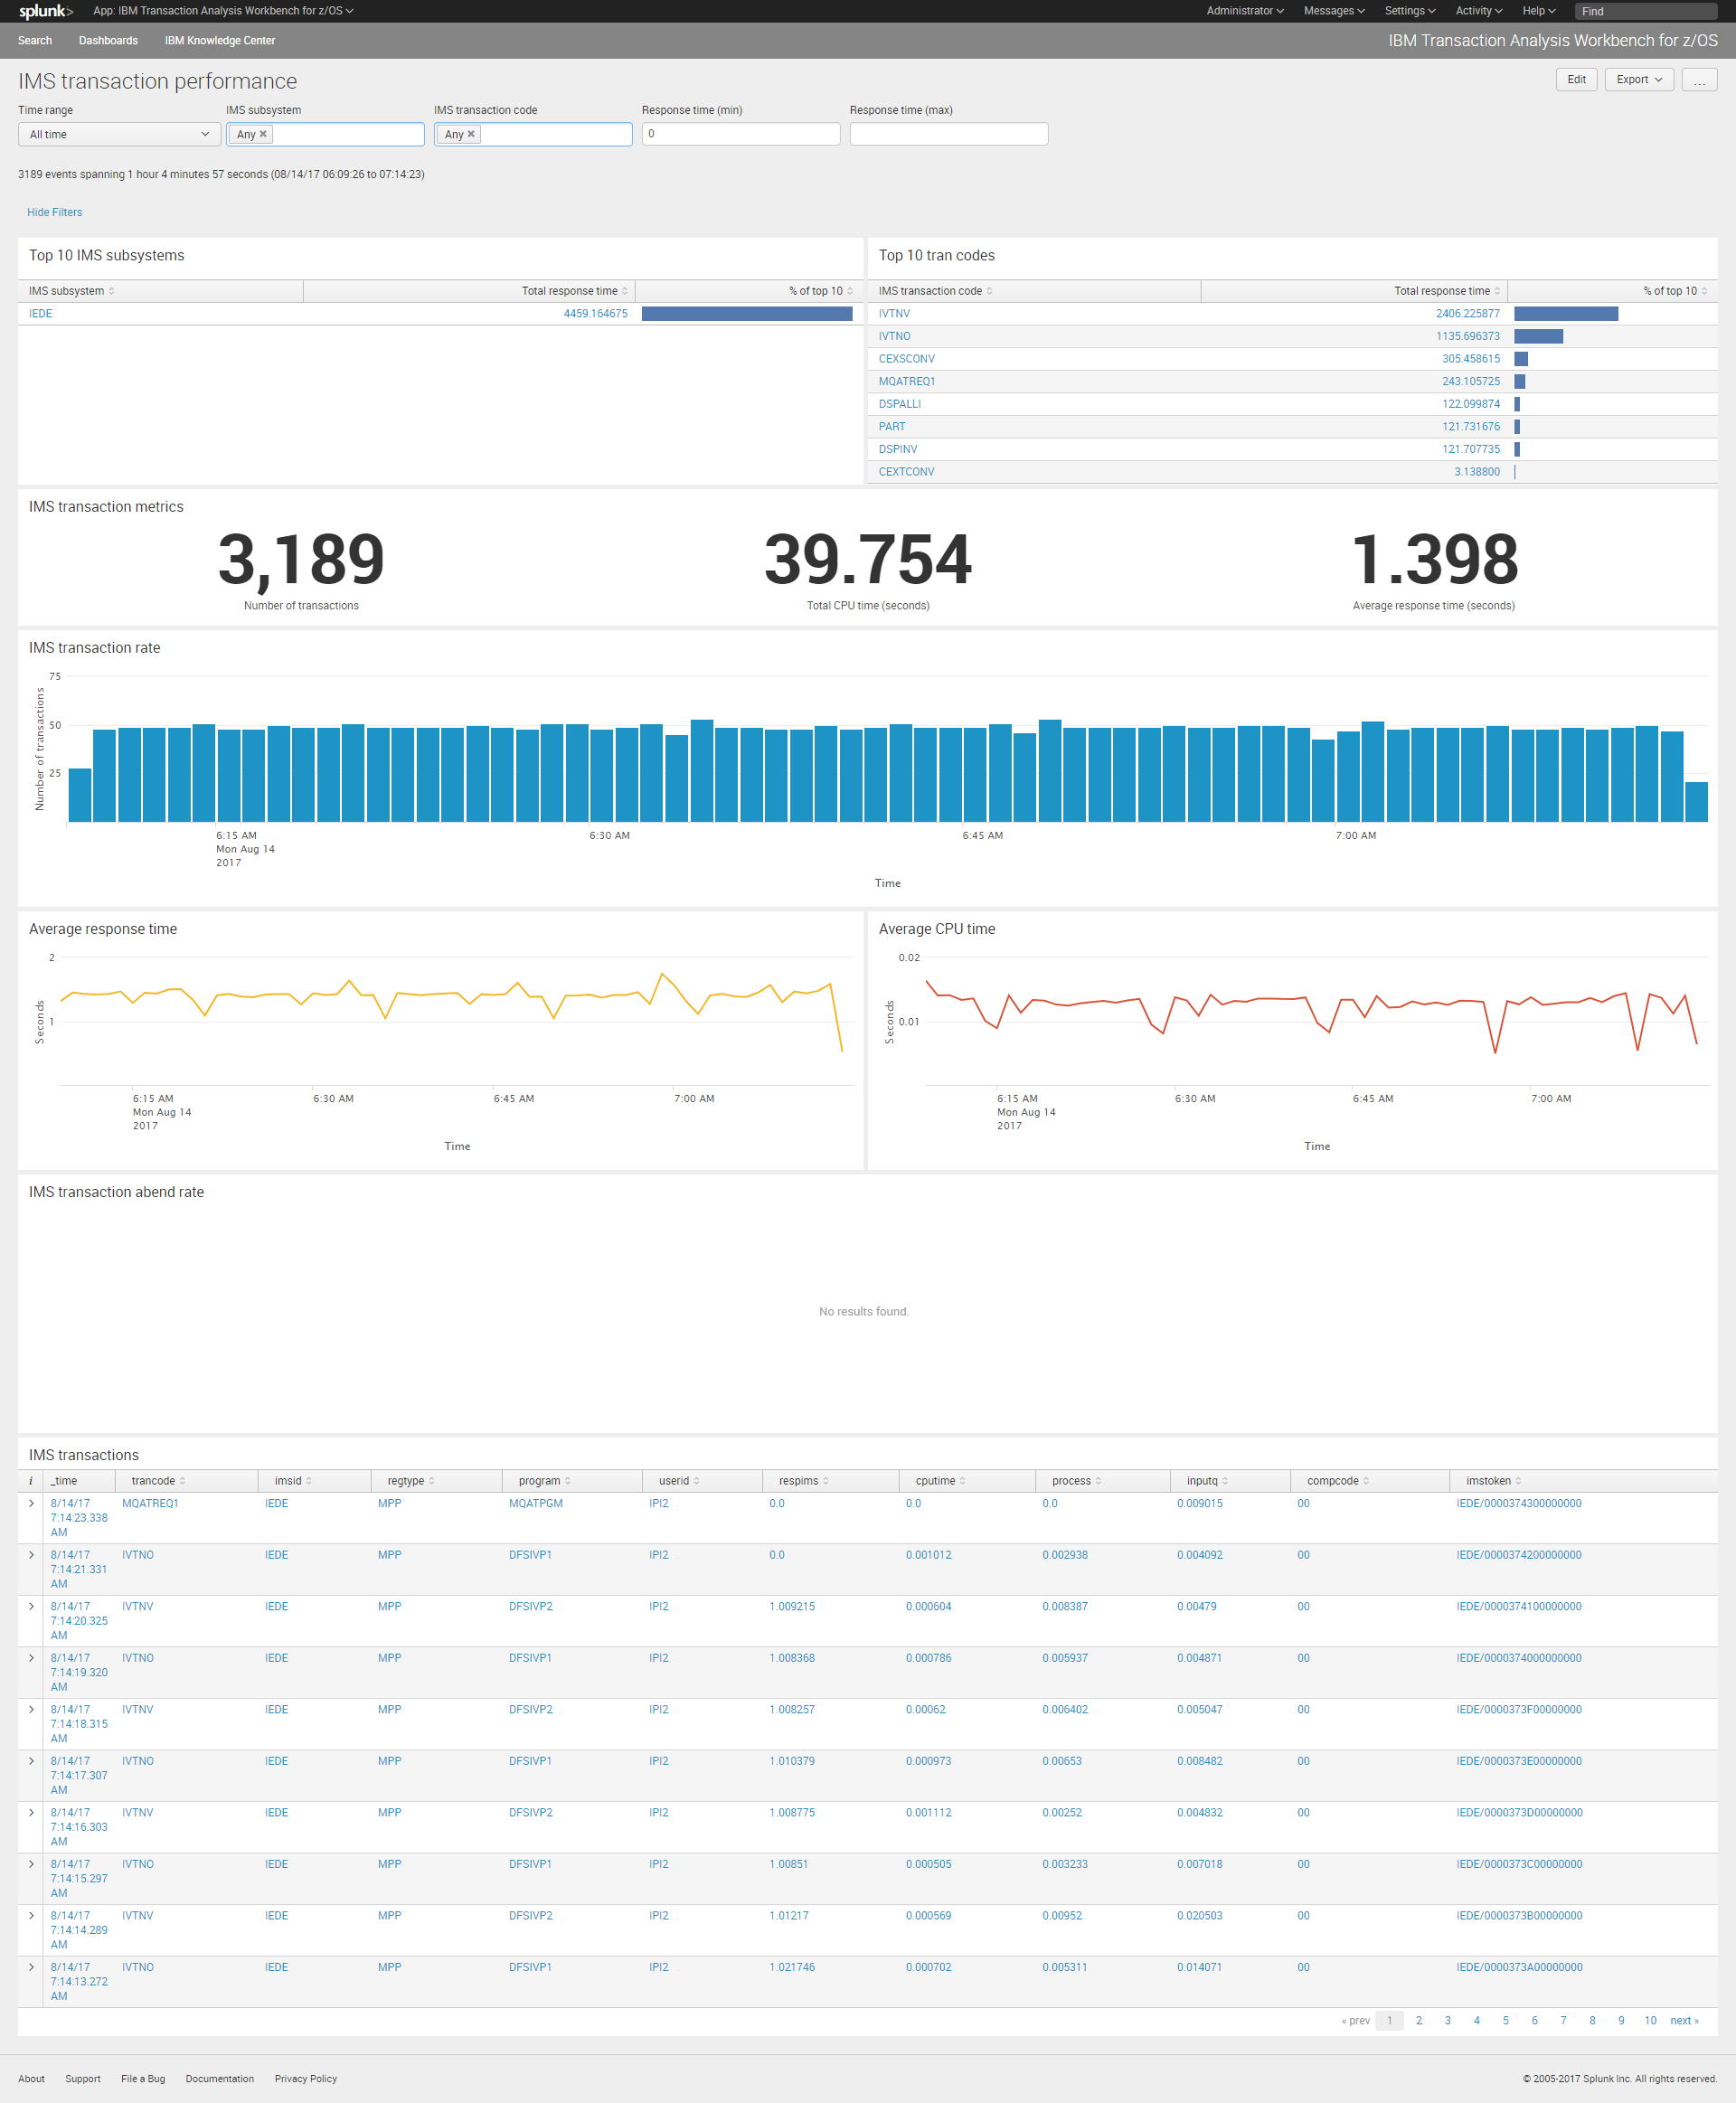 splunk> App: IBM Transaction Analysis Workbench for z/OS Administrator Messages Settings Activity Help Find
Search Dashboards IBM Knowledge Center IBM Transaction Analysis Workbench for z/OS
IMS transaction performance Edit Export ...
Time range IMS subsystem IMS transaction code Response time (min) Response time (max)
All time Any Any 0
3189 events spanning 1 hour 4 minutes 57 seconds (08/14/17 06:09:26 to 07:14:23)
Hide Filters
Top 10 IMS subsystems
IMS subsystem Total response time % of top 10
IEDE 4459.164675
Top 10 tran codes
IMS transaction code Total response time % of top 10
IVTNV 2406.225877
IVTNO 1135.696373
CEXSCONV 305.458615
MQATREQ1 243.105725
DSPALLI 122.099874
PART 121.731676
DSPINV 121.707735
CEXTCONV 3.138800
IMS transaction metrics
3,189 39.754 1.398
Number of transactions Total CPU time (seconds) Average response time (seconds)
IMS transaction rate
Number of transactions
75
50
25
6:15 AM 6:30 AM 6:45 AM 7:00 AM
Mon Aug 14
2017
Time
Average response time
Seconds
2
1
6:15 AM 6:30 AM 6:45 AM 7:00 AM
Mon Aug 14
2017
Time
Average CPU time
Seconds
0.02
0.01
6:15 AM 6:30 AM 6:45 AM 7:00 AM
Mon Aug 14
2017
Time
IMS transaction abend rate
No results found.
IMS transactions
i _time trancode imsid regtype program userid respims cputime process inputq compcode imstoken
8/14/17 MQATREQ1 IEDE MPP MQATPGM IPI2 0.0 0.0 0.0 0.009015 00 IEDE/0000374300000000
7:14:23.338
AM
8/14/17 IVTNO IEDE MPP DFSIVP1 IPI2 0.0 0.001012 0.002938 0.004092 00 IEDE/0000374200000000
7:14:21.331
AM
8/14/17 IVTNV IEDE MPP DFSIVP2 IPI2 1.009215 0.000604 0.008387 0.00479 00 IEDE/0000374100000000
7:14:20.325
AM
8/14/17 IVTNO IEDE MPP DFSIVP1 IPI2 1.008368 0.000786 0.005937 0.004871 00 IEDE/0000374000000000
7:14:19.320
AM
8/14/17 IVTNV IEDE MPP DFSIVP2 IPI2 1.008257 0.00062 0.006402 0.005047 00 IEDE/0000373F00000000
7:14:18.315
AM
8/14/17 IVTNO IEDE MPP DFSIVP1 IPI2 1.010379 0.000973 0.00653 0.008482 00 IEDE/0000373E00000000
7:14:17.307
AM
8/14/17 IVTNV IEDE MPP DFSIVP2 IPI2 1.008775 0.001112 0.00252 0.004832 00 IEDE/0000373D00000000
7:14:16.303
AM
8/14/17 IVTNO IEDE MPP DFSIVP1 IPI2 1.00851 0.000505 0.003233 0.007018 00 IEDE/0000373C00000000
7:14:15.297
AM
8/14/17 IVTNV IEDE MPP DFSIVP2 IPI2 1.01217 0.000569 0.00952 0.020503 00 IEDE/0000373B00000000
7:14:14.289
AM
8/14/17 IVTNO IEDE MPP DFSIVP1 IPI2 1.021746 0.000702 0.005311 0.014071 00 IEDE/0000373A00000000
7:14:13.272
AM
« prev 1 2 3 4 5 6 7 8 9 10 next »
About Support File a Bug Documentation Privacy Policy © 2005-2017 Splunk Inc. All rights reserved.